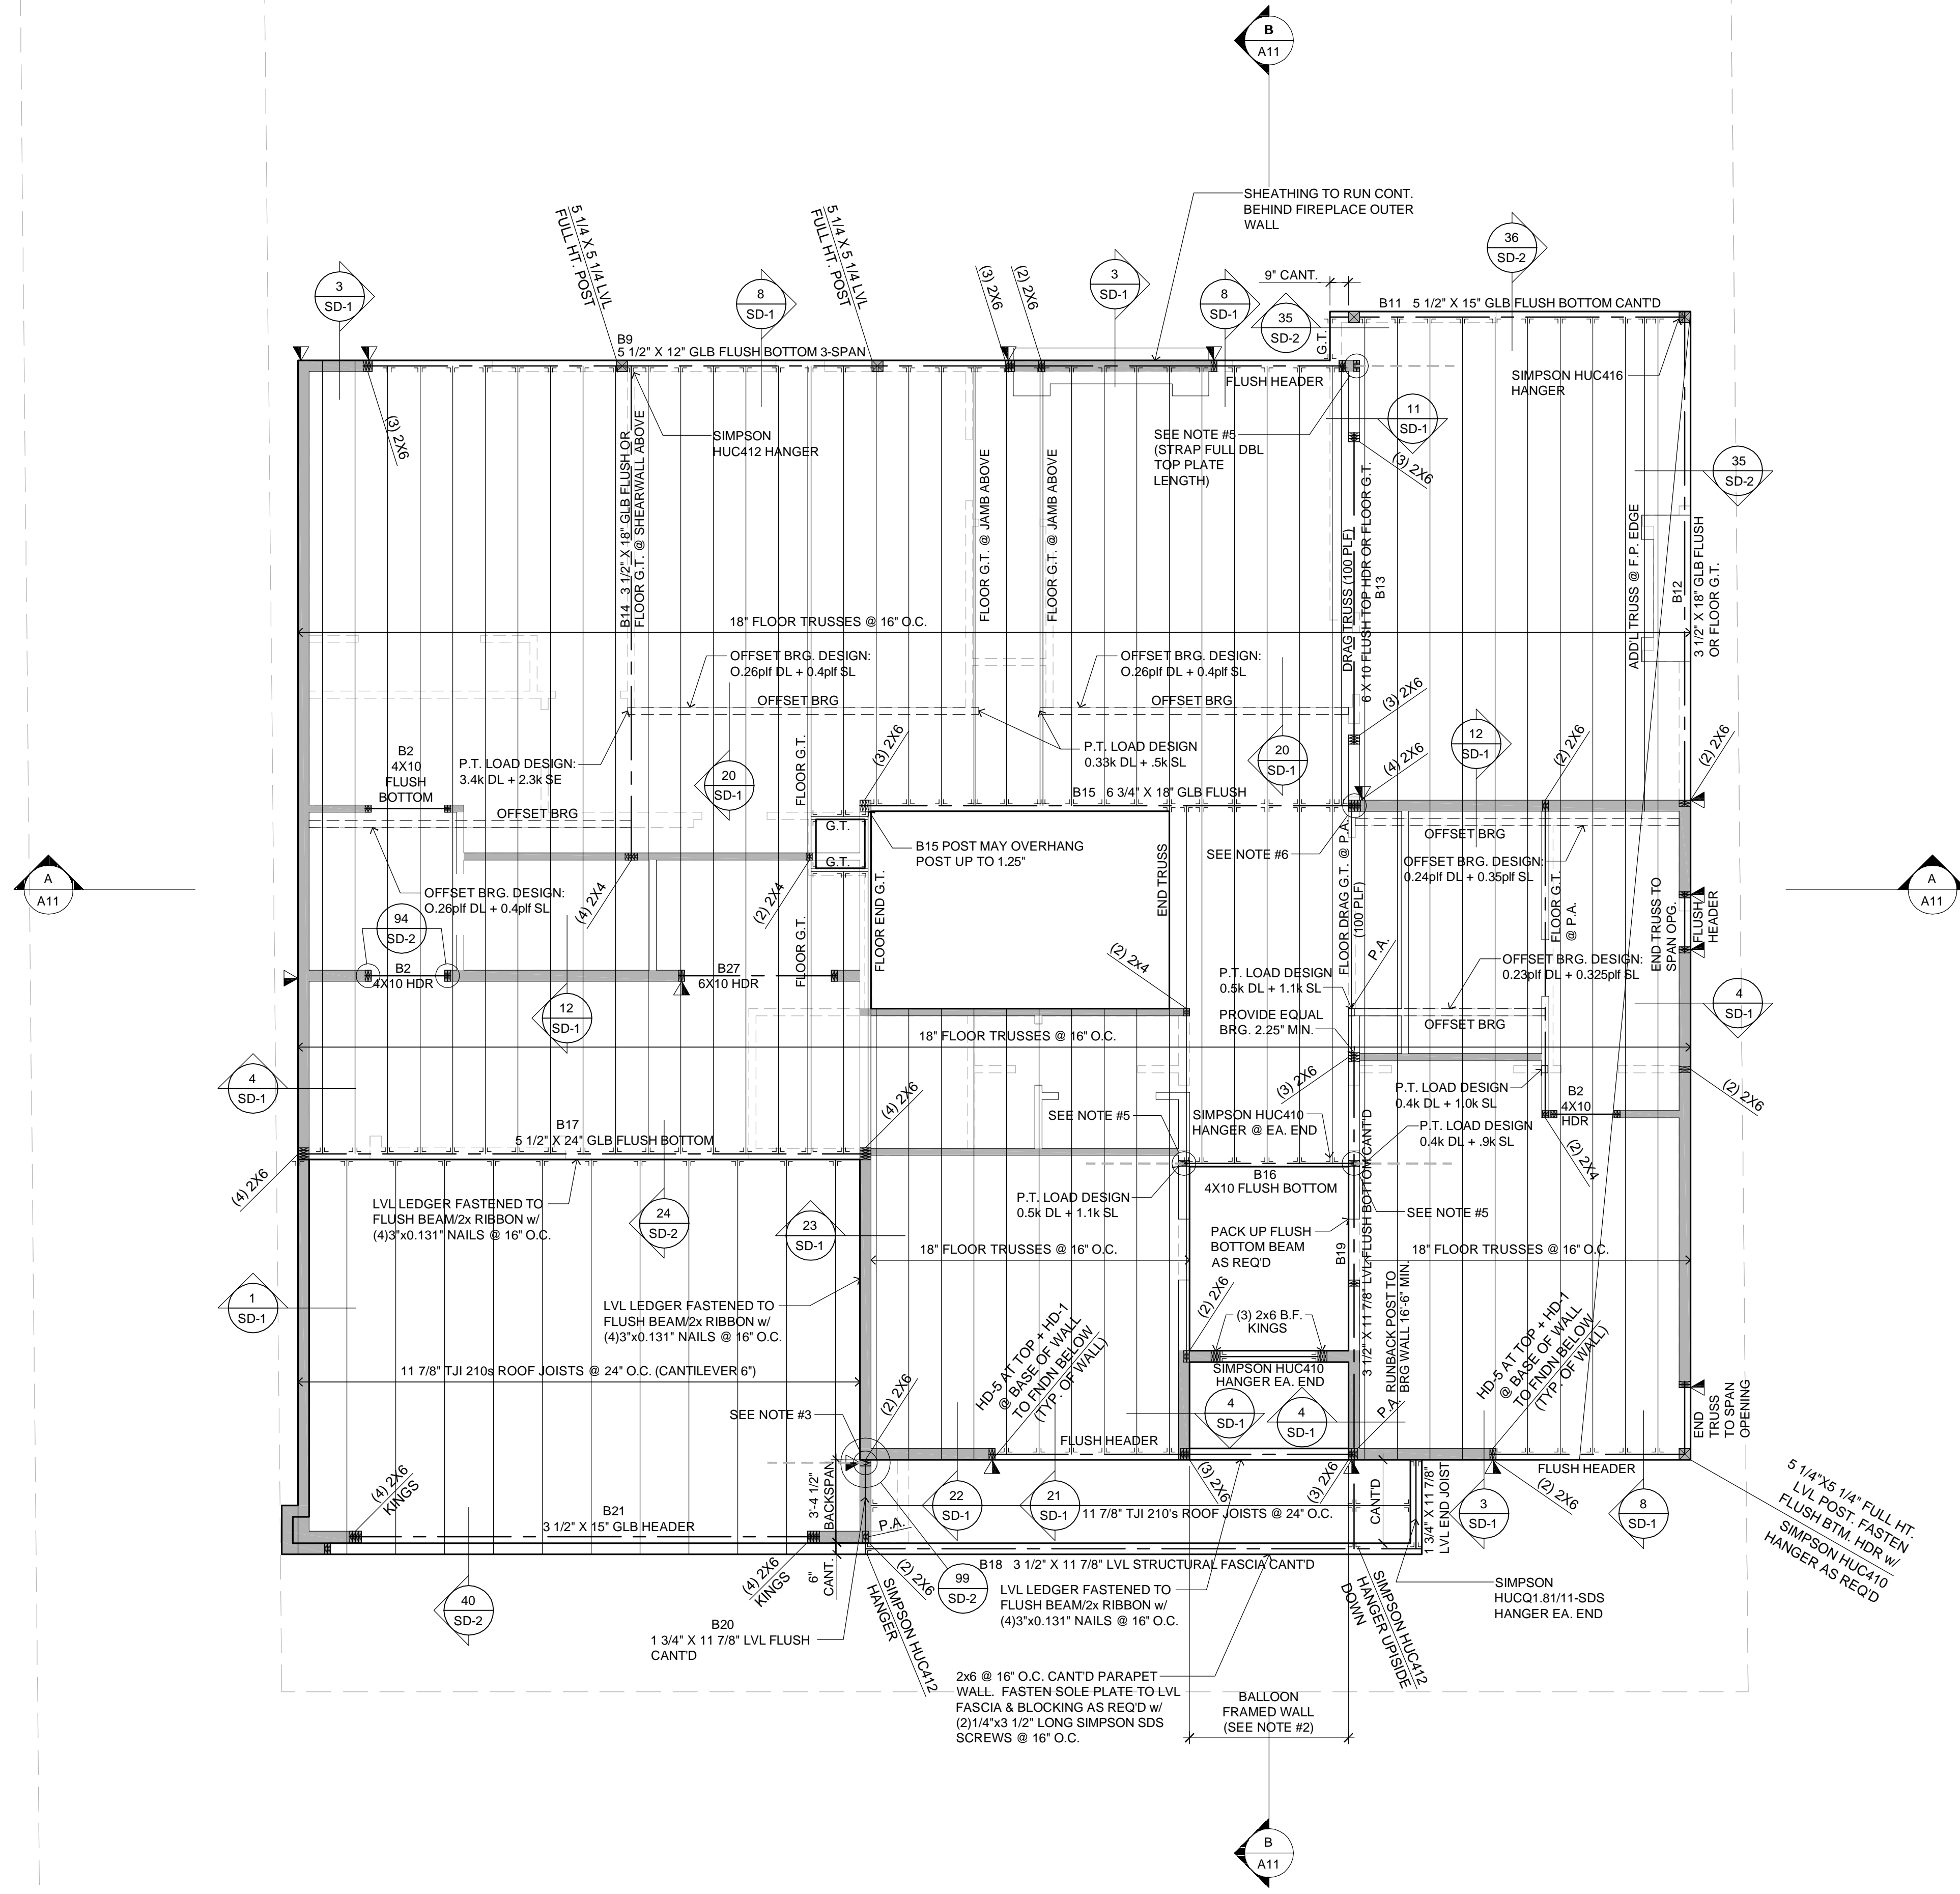 B
A11
SHEATHING TO RUN CONT.
BEHIND FIREPLACE OUTER
WALL
5 1/4 X 5 1/4 LVL
FULL HT. POST
5 1/4 X 5 1/4 LVL
FULL HT. POST
3
SD-1
8
SD-1
(3) 2X6
(2) 2X6
3
SD-1
8
SD-1
9" CANT.
35
SD-2
36
SD-2
B11 5 1/2" X 15" GLB FLUSH BOTTOM CANT'D
B9
5 1/2" X 12" GLB FLUSH BOTTOM 3-SPAN
G.T.
FLUSH HEADER
SIMPSON HUC416
HANGER
(3) 2X6
SIMPSON
HUC412 HANGER
SEE NOTE #5
(STRAP FULL DBL
TOP PLATE
LENGTH)
11
SD-1
(3) 2X6
35
SD-2
B14 3 1/2" X 18" GLB FLUSH OR
FLOOR G.T. @ SHEARWALL ABOVE
FLOOR G.T. @ JAMB ABOVE
FLOOR G.T. @ JAMB ABOVE
DRAG TRUSS (100 PLF)
6 X 10 FLUSH TOP HDR OR FLOOR G.T.
B13
ADD'L TRUSS @ F.P. EDGE
B12
3 1/2" X 18" GLB FLUSH
OR FLOOR G.T.
18" FLOOR TRUSSES @ 16" O.C.
OFFSET BRG. DESIGN:
O.26plf DL + 0.4plf SL
OFFSET BRG
OFFSET BRG. DESIGN:
O.26plf DL + 0.4plf SL
OFFSET BRG
(3) 2X6
B2
4X10
FLUSH
BOTTOM
P.T. LOAD DESIGN:
3.4k DL + 2.3k SE
20
SD-1
FLOOR G.T.
(3) 2X6
P.T. LOAD DESIGN
0.33k DL + .5k SL
20
SD-1
(4) 2X6
12
SD-1
(2) 2X6
(2) 2X6
B15 6 3/4" X 18" GLB FLUSH
OFFSET BRG
G.T.
G.T.
B15 POST MAY OVERHANG
POST UP TO 1.25"
SEE NOTE #6
OFFSET BRG
OFFSET BRG. DESIGN:
0.24plf DL + 0.35plf SL
A
A11
A
A11
OFFSET BRG. DESIGN:
O.26plf DL + 0.4plf SL
94
SD-2
(4) 2X4
(2) 2X4
FLOOR END G.T.
END TRUSS
FLOOR DRAG G.T. @ P.A.
(100 PLF)
P.A.
FLOOR G.T.
@ P.A.
END TRUSS TO
SPAN OPG.
FLUSH
HEADER
B2
4X10 HDR
B27
6X10 HDR
FLOOR G.T.
(2) 2x4
P.T. LOAD DESIGN
0.5k DL + 1.1k SL
OFFSET BRG. DESIGN:
0.23plf DL + 0.325plf SL
12
SD-1
PROVIDE EQUAL
BRG. 2.25" MIN.
OFFSET BRG
4
SD-1
18" FLOOR TRUSSES @ 16" O.C.
4
SD-1
(4) 2X6
(3) 2X6
P.T. LOAD DESIGN
0.4k DL + 1.0k SL
B2
4X10
HDR
(2) 2X6
B17
5 1/2" X 24" GLB FLUSH BOTTOM
SEE NOTE #5
SIMPSON HUC410
HANGER @ EA. END
P.T. LOAD DESIGN
0.4k DL + .9k SL
(2) 2X4
(4) 2X6
B16
4X10 FLUSH BOTTOM
LVL LEDGER FASTENED TO
FLUSH BEAM/2x RIBBON w/
(4)3"x0.131" NAILS @ 16" O.C.
24
SD-2
23
SD-1
P.T. LOAD DESIGN
0.5k DL + 1.1k SL
SEE NOTE #5
PACK UP FLUSH
BOTTOM BEAM
AS REQ'D
B19
3 1/2" X 11 7/8" LVL FLUSH BOTTOM CANT'D
18" FLOOR TRUSSES @ 16" O.C.
18" FLOOR TRUSSES @ 16" O.C.
1
SD-1
LVL LEDGER FASTENED TO
FLUSH BEAM/2x RIBBON w/
(4)3"x0.131" NAILS @ 16" O.C.
(2) 2X6
(3) 2x6 B.F.
KINGS
RUNBACK POST TO
BRG WALL 16'-6" MIN.
11 7/8" TJI 210s ROOF JOISTS @ 24" O.C. (CANTILEVER 6")
SIMPSON HUC410
HANGER EA. END
HD-5 AT TOP + HD-1
@ BASE OF WALL
TO FNDN BELOW
(TYP. OF WALL)
HD-5 AT TOP + HD-1
@ BASE OF WALL
TO FNDN BELOW
(TYP. OF WALL)
SEE NOTE #3
(2) 2X6
4
SD-1
4
SD-1
P.A.
END
TRUSS
TO SPAN
OPENING
FLUSH HEADER
FLUSH HEADER
(4) 2X6
KINGS
3'-4 1/2"
BACKSPAN
(3) 2X6
(3) 2X6
CANT'D
1 3/4" X 11 7/8"
LVL END JOIST
(2) 2X6
5 1/4"X5 1/4" FULL HT.
LVL POST. FASTEN
FLUSH BTM. HDR w/
SIMPSON HUC410
HANGER AS REQ'D
B21
3 1/2" X 15" GLB HEADER
P.A.
22
SD-1
21
SD-1
11 7/8" TJI 210's ROOF JOISTS @ 24" O.C.
3
SD-1
8
SD-1
(4) 2X6
KINGS
6"
CANT.
(2) 2X6
B18 3 1/2" X 11 7/8" LVL STRUCTURAL FASCIA CANT'D
40
SD-2
SIMPSON HUC412
HANGER
99
SD-2
LVL LEDGER FASTENED TO
FLUSH BEAM/2x RIBBON w/
(4)3"x0.131" NAILS @ 16" O.C.
SIMPSON HUC412
HANGER UPISIDE
DOWN
SIMPSON
HUCQ1.81/11-SDS
HANGER EA. END
B20
1 3/4" X 11 7/8" LVL FLUSH
CANT'D
2x6 @ 16" O.C. CANT'D PARAPET
WALL. FASTEN SOLE PLATE TO LVL
FASCIA & BLOCKING AS REQ'D w/
(2)1/4"x3 1/2" LONG SIMPSON SDS
SCREWS @ 16" O.C.
BALLOON
FRAMED WALL
(SEE NOTE #2)
B
A11